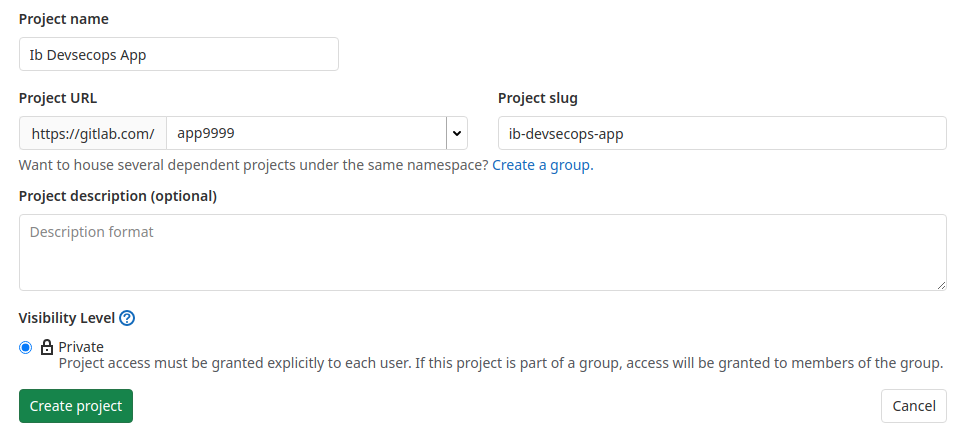 Project name
Ib Devsecops App
Project URL
Project slug
https://gitlab.com/ app9999
ib-devsecops-app
Want to house several dependent projects under the same namespace? Create a group.
Project description (optional)
Description format
Visibility Level ?
Private
Project access must be granted explicitly to each user. If this project is part of a group, access will be granted to members of the group.
Create project
Cancel